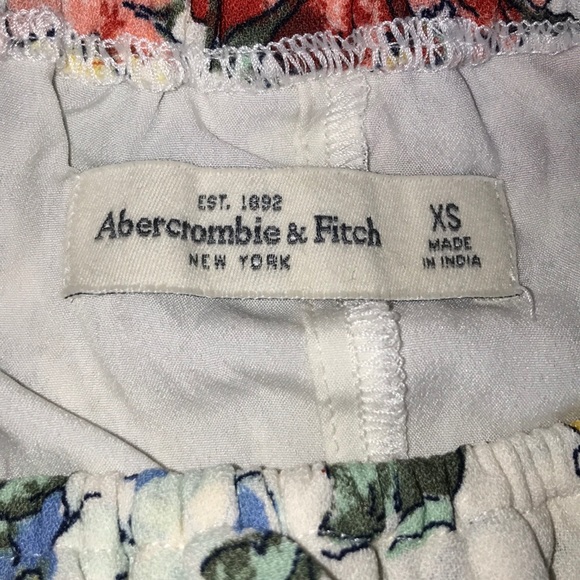 EST. 1892
Abercrombie & Fitch
NEW YORK
XS
MADE
IN INDIA